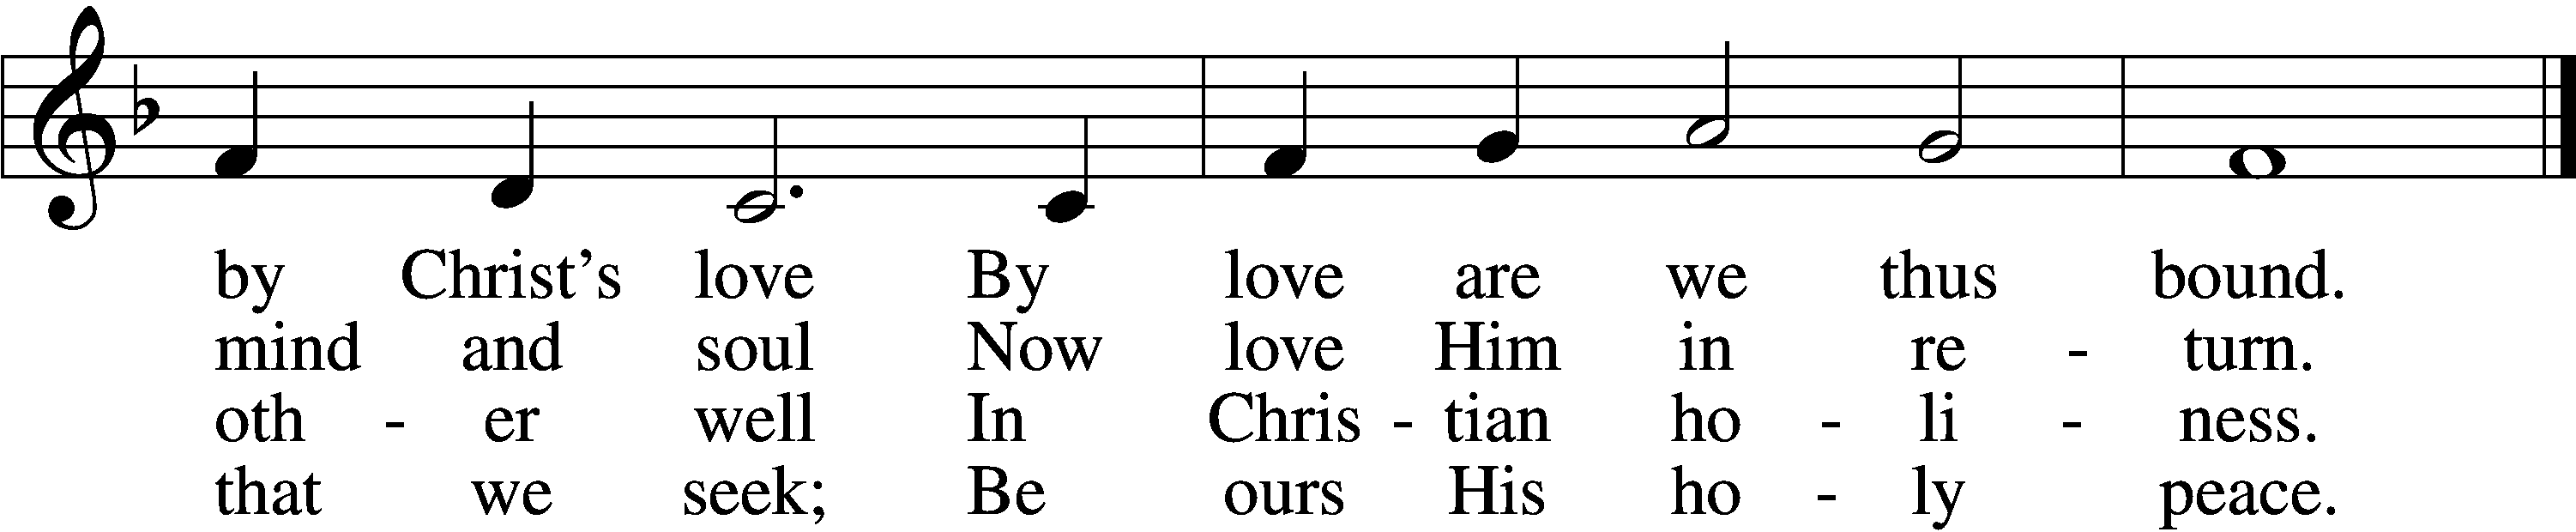 by Christ’s love By love are we thus bound.
mind and soul Now love Him in re - turn.
oth - er well In Chris - tian ho - li - ness.
that we seek; Be ours His ho - ly peace.